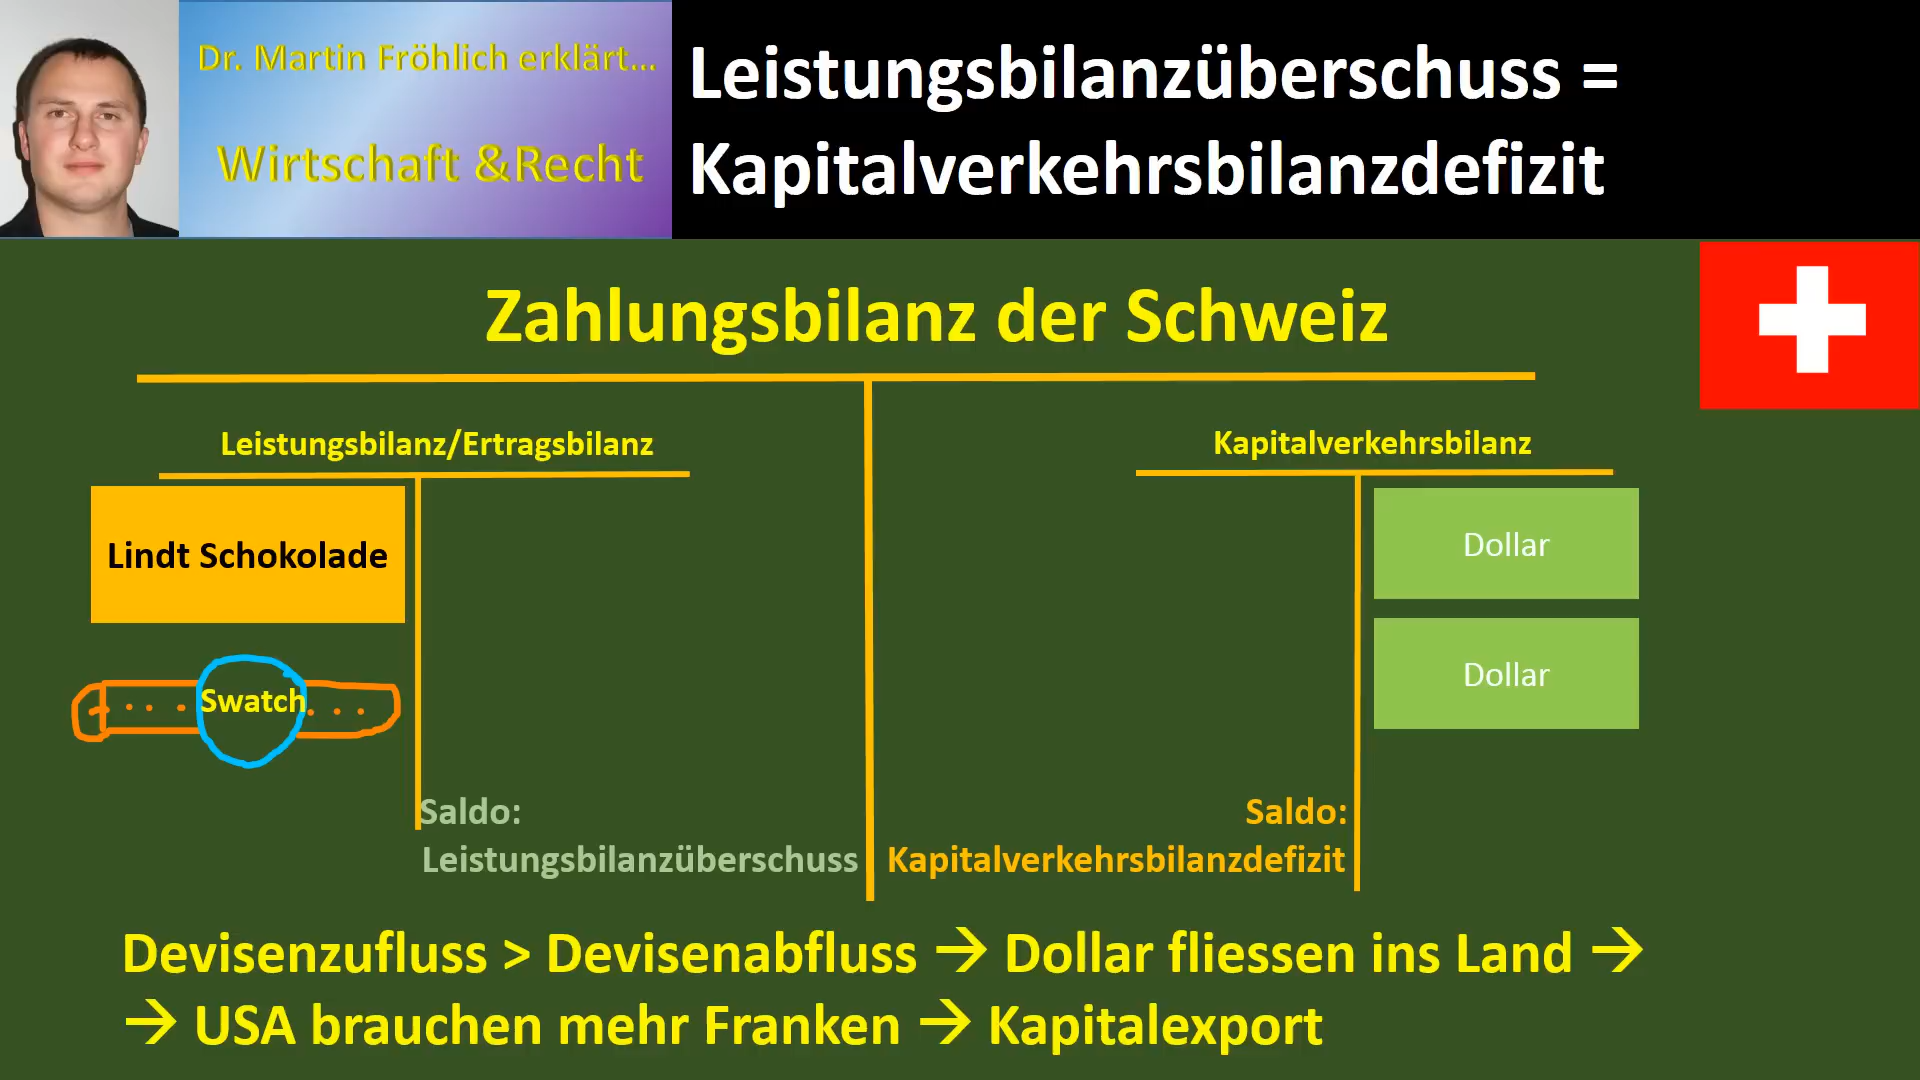 Dr. Martin Fröhlich erklärt...
Wirtschaft &Recht
Leistungsbilanzüberschuss =
Kapitalverkehrsbilanzdefizit
Zahlungsbilanz der Schweiz
Leistungsbilanz/Ertragsbilanz
Kapitalverkehrsbilanz
Lindt Schokolade
Dollar
Swatch
Dollar
Saldo:
Leistungsbilanzüberschuss
Saldo:
Kapitalverkehrsbilanzdefizit
Devisenzufluss > Devisenabfluss → Dollar fliessen ins Land →
→ USA brauchen mehr Franken → Kapitalexport